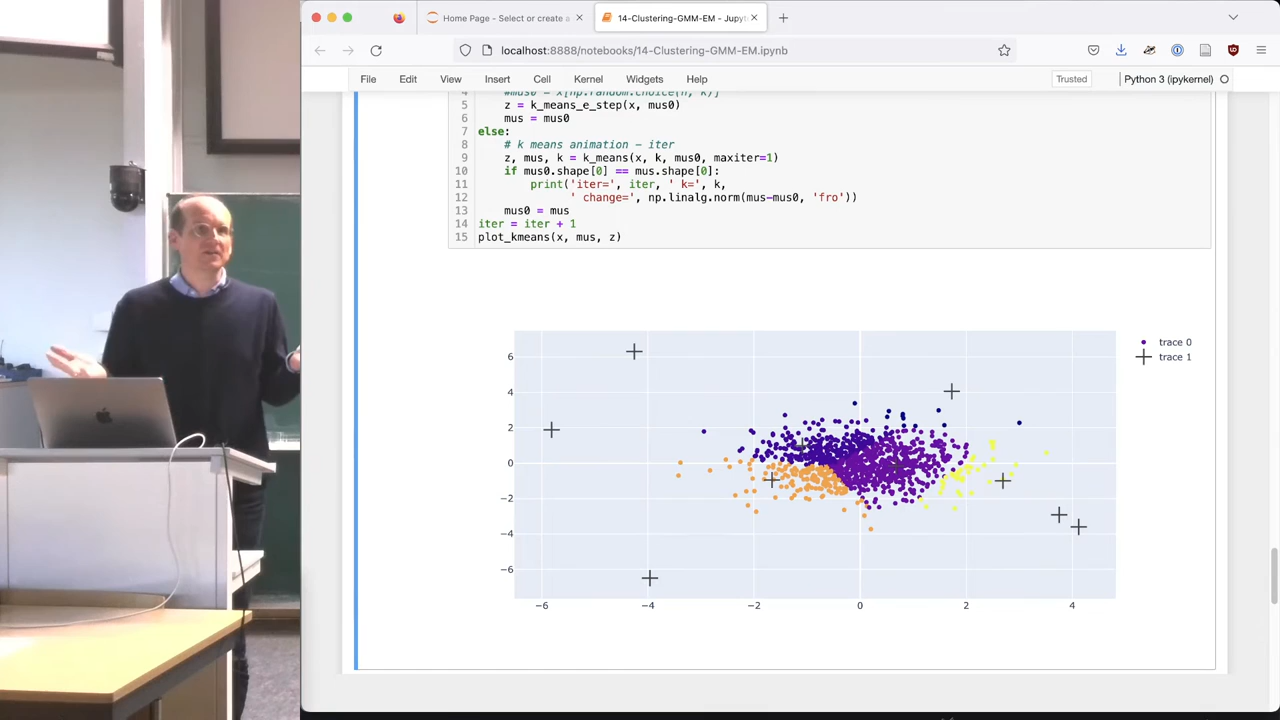 Home Page - Select or create a
14-Clustering-GMM-EM - Jupyt
localhost:8888/notebooks/14-Clustering-GMM-EM.ipynb
File Edit View Insert Cell Kernel Widgets Help Trusted Python 3 (ipykernel)
4 #mus0 = x[np.random.choice(n, k)]
5 z = k_means_e_step(x, mus0)
6 mus = mus0
7 else:
8 # k means animation - iter
9 z, mus, k = k_means(x, k, mus0, maxiter=1)
10 if mus0.shape[0] == mus.shape[0]:
11 print('iter=', iter, ' k=', k,
12 ' change=', np.linalg.norm(mus-mus0, 'fro'))
13 mus0 = mus
14 iter = iter + 1
15 plot_kmeans(x, mus, z)
trace 0
trace 1
6
4
2
0
−2
−4
−6
−6 −4 −2 0 2 4